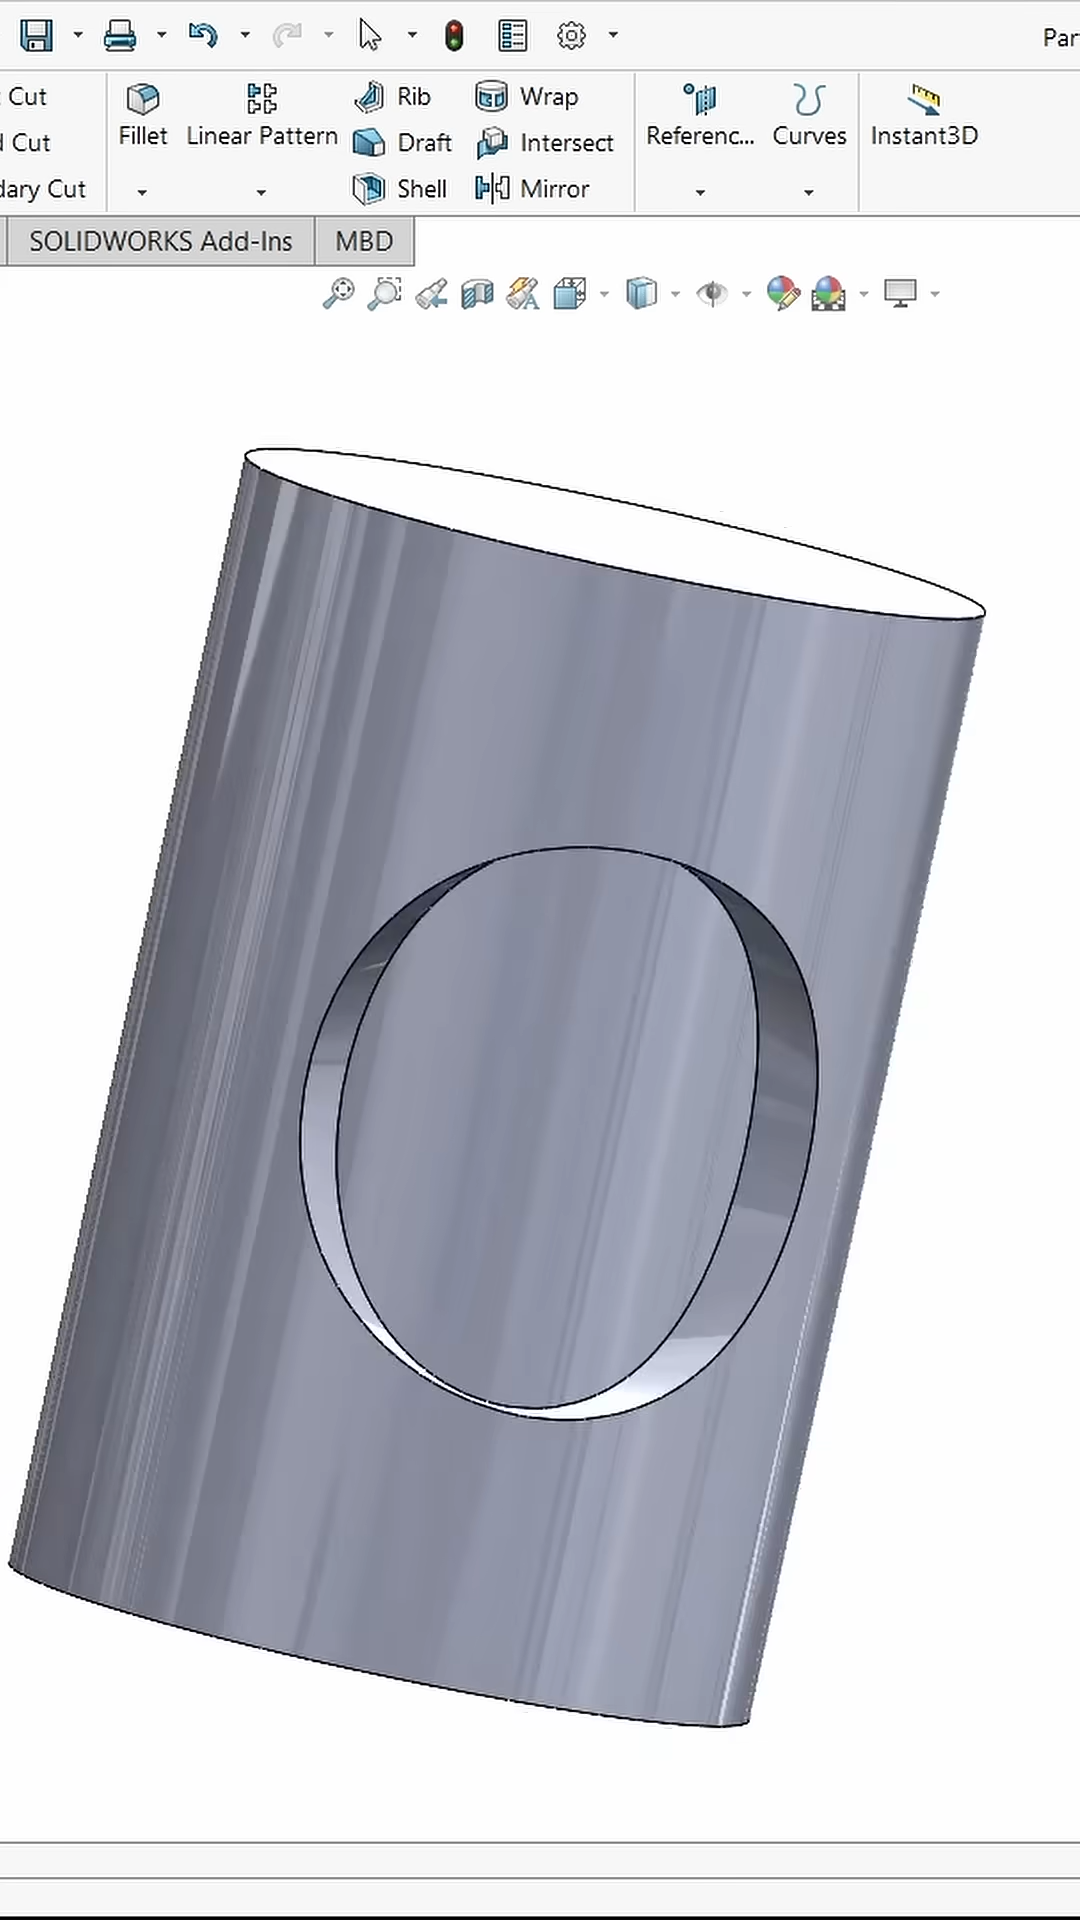 Par
Cut
Fillet
Linear Pattern
Rib
Wrap
Referenc...
Curves
Instant3D
Cut
Draft
Intersect
dary Cut
Shell
Mirror
SOLIDWORKS Add-Ins
MBD